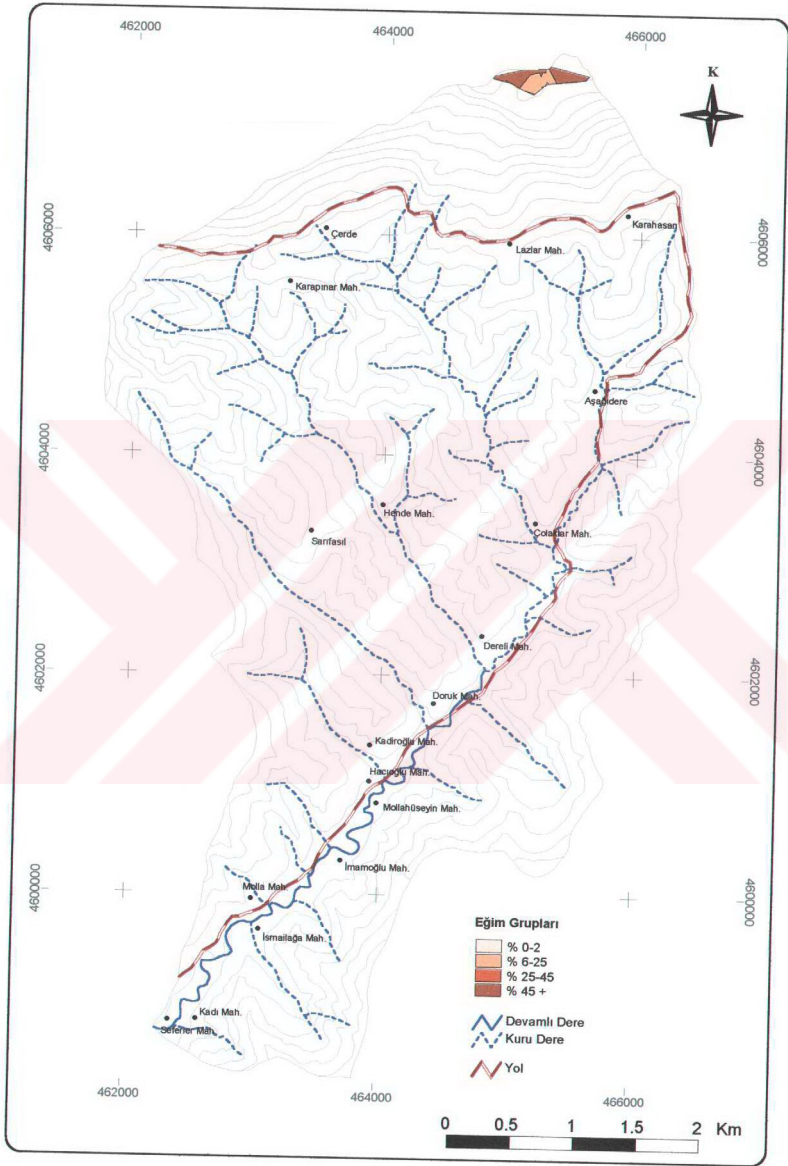 462000
464000
466000
K
4606000
4606000
Karahasan
Çerde
Lazlar Mah.
Karapınar Mah.
Aşağıdere
4604000
4604000
Hende Mah.
Çolaklar Mah.
Sarıfasıl
Dereli Mah.
4602000
4602000
Doruk Mah.
Kadiroğlu Mah.
Hacıoğlu Mah.
Mollahüseyin Mah.
İmamoğlu Mah.
4600000
4600000
Molla Mah.
İsmailağa Mah.
Kadı Mah.
Seferler Mah.
Eğim Grupları
% 0-2
% 6-25
% 25-45
% 45 +
Devamlı Dere
Kuru Dere
Yol
462000
464000
466000
0 0.5 1 1.5 2 Km